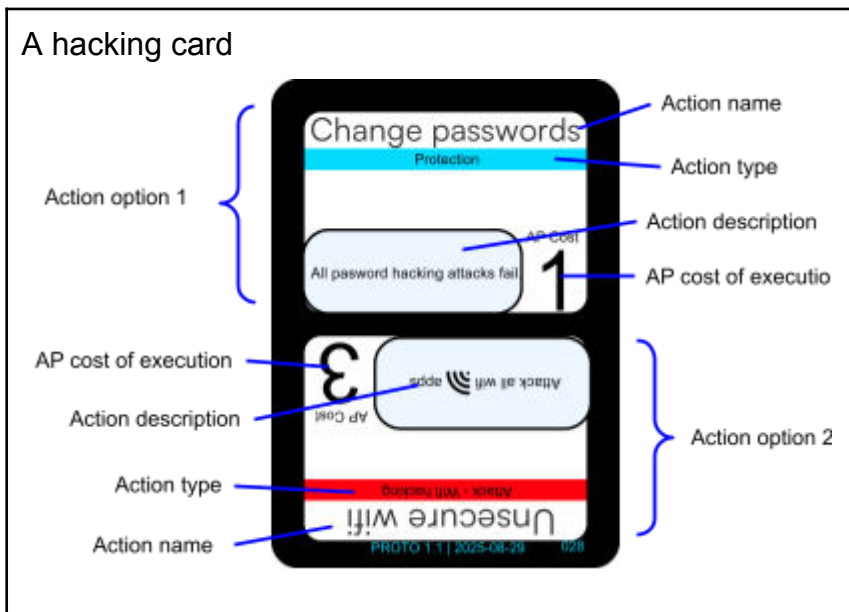 A hacking card
Action name
Change passwords
Protection
Action type
Action option 1
Action description
AP Cost
All pasword hacking attacks fail
1
AP cost of executio
AP cost of execution
3
Attack all wifi apps
Action description
AP Cost
Action option 2
Action type
Attack - Wifi hacking
Unsecure wifi
Action name
PROTO 1.1 | 2025-08-29 028